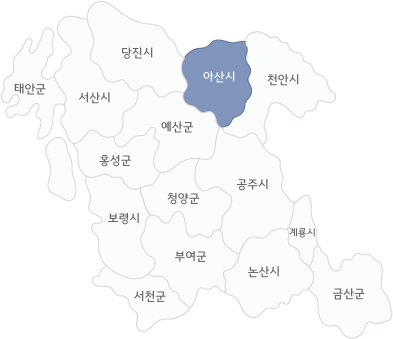 당진시
아산시
천안시
태안군
서산시
예산군
홍성군
공주시
청양군
보령시
계룡시
부여군
논산시
서천군
금산군